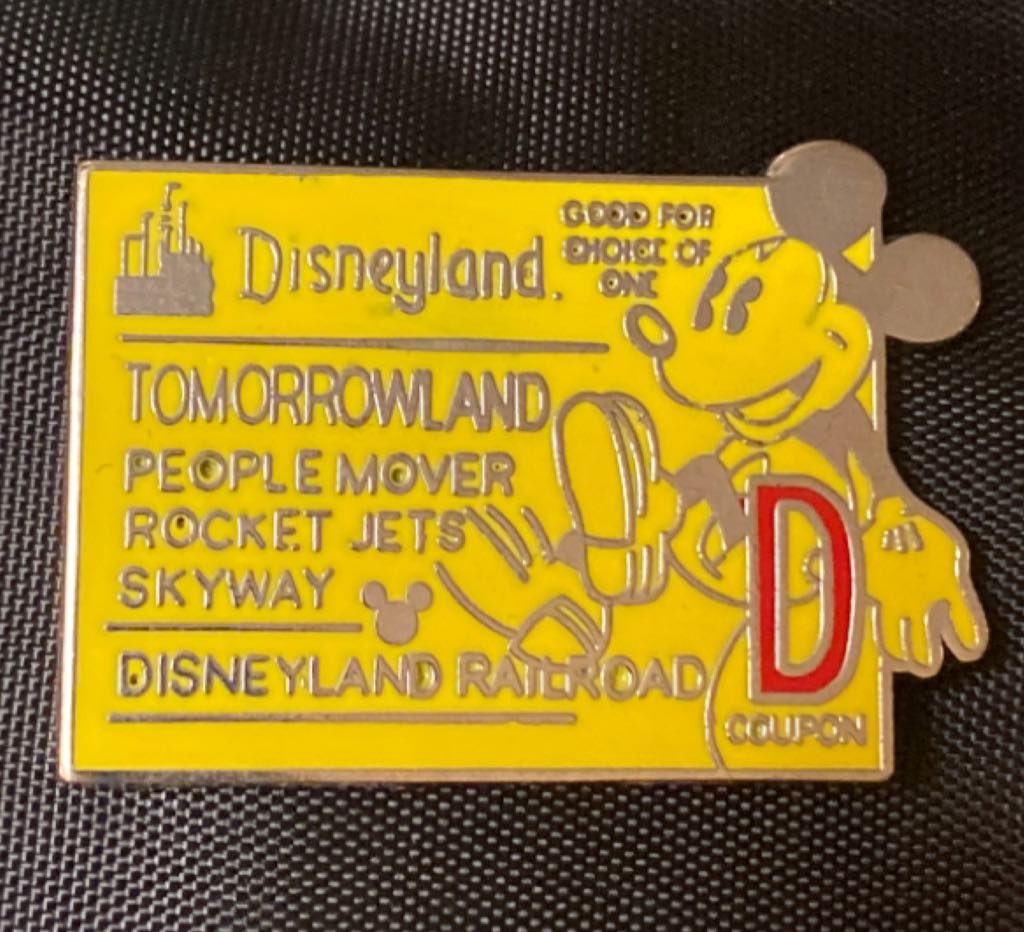 Disneyland.
GOOD FOR
CHOICE OF
ONE
TOMORROWLAND
PEOPLE MOVER
ROCKET JETS
SKYWAY
DISNEYLAND RAILROAD
D
COUPON